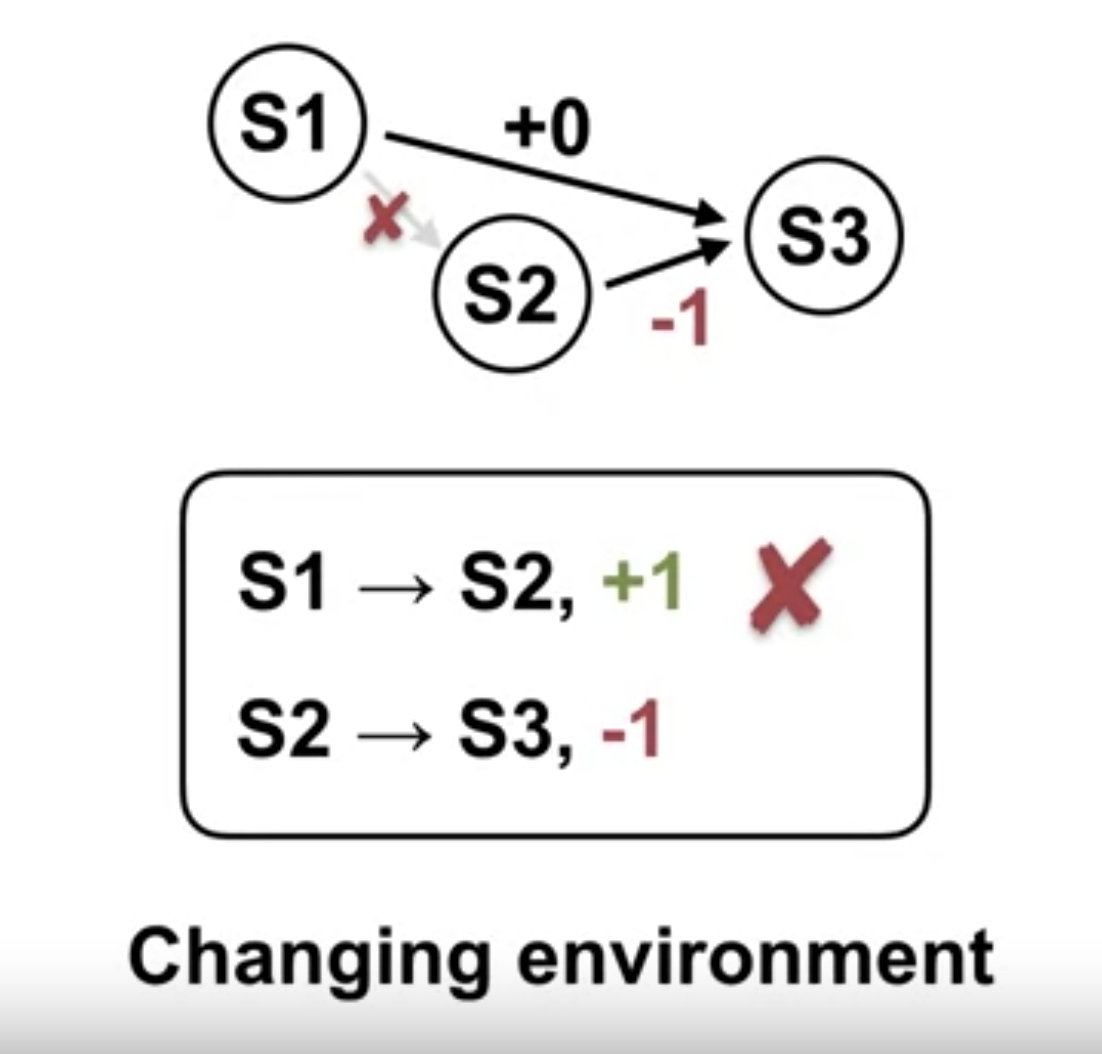 S1
+0
S3
S2
-1
S1 → S2, +1 ✘
S2 → S3, -1
Changing environment